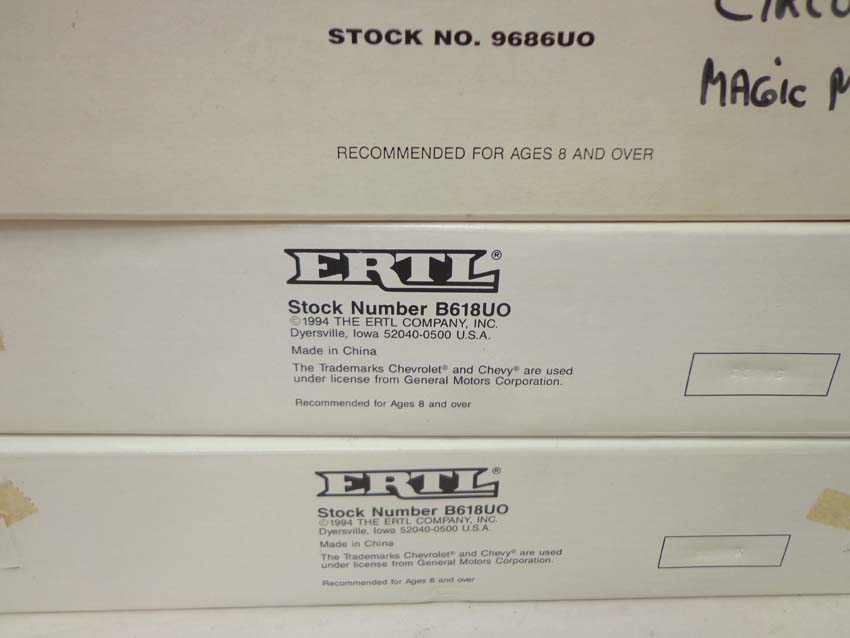 STOCK NO. 9686UO
MAGIC
RECOMMENDED FOR AGES 8 AND OVER
ERTL®
Stock Number B618UO
©1994 THE ERTL COMPANY, INC.
Dyersville, Iowa 52040-0500 U.S.A.
Made in China
The Trademarks Chevrolet® and Chevy® are used
under license from General Motors Corporation.
Recommended for Ages 8 and over
ERTL®
Stock Number B618UO
©1994 THE ERTL COMPANY, INC.
Dyersville, Iowa 52040-0500 U.S.A.
Made in China
The Trademarks Chevrolet® and Chevy® are used
under license from General Motors Corporation.
Recommended for Ages 8 and over